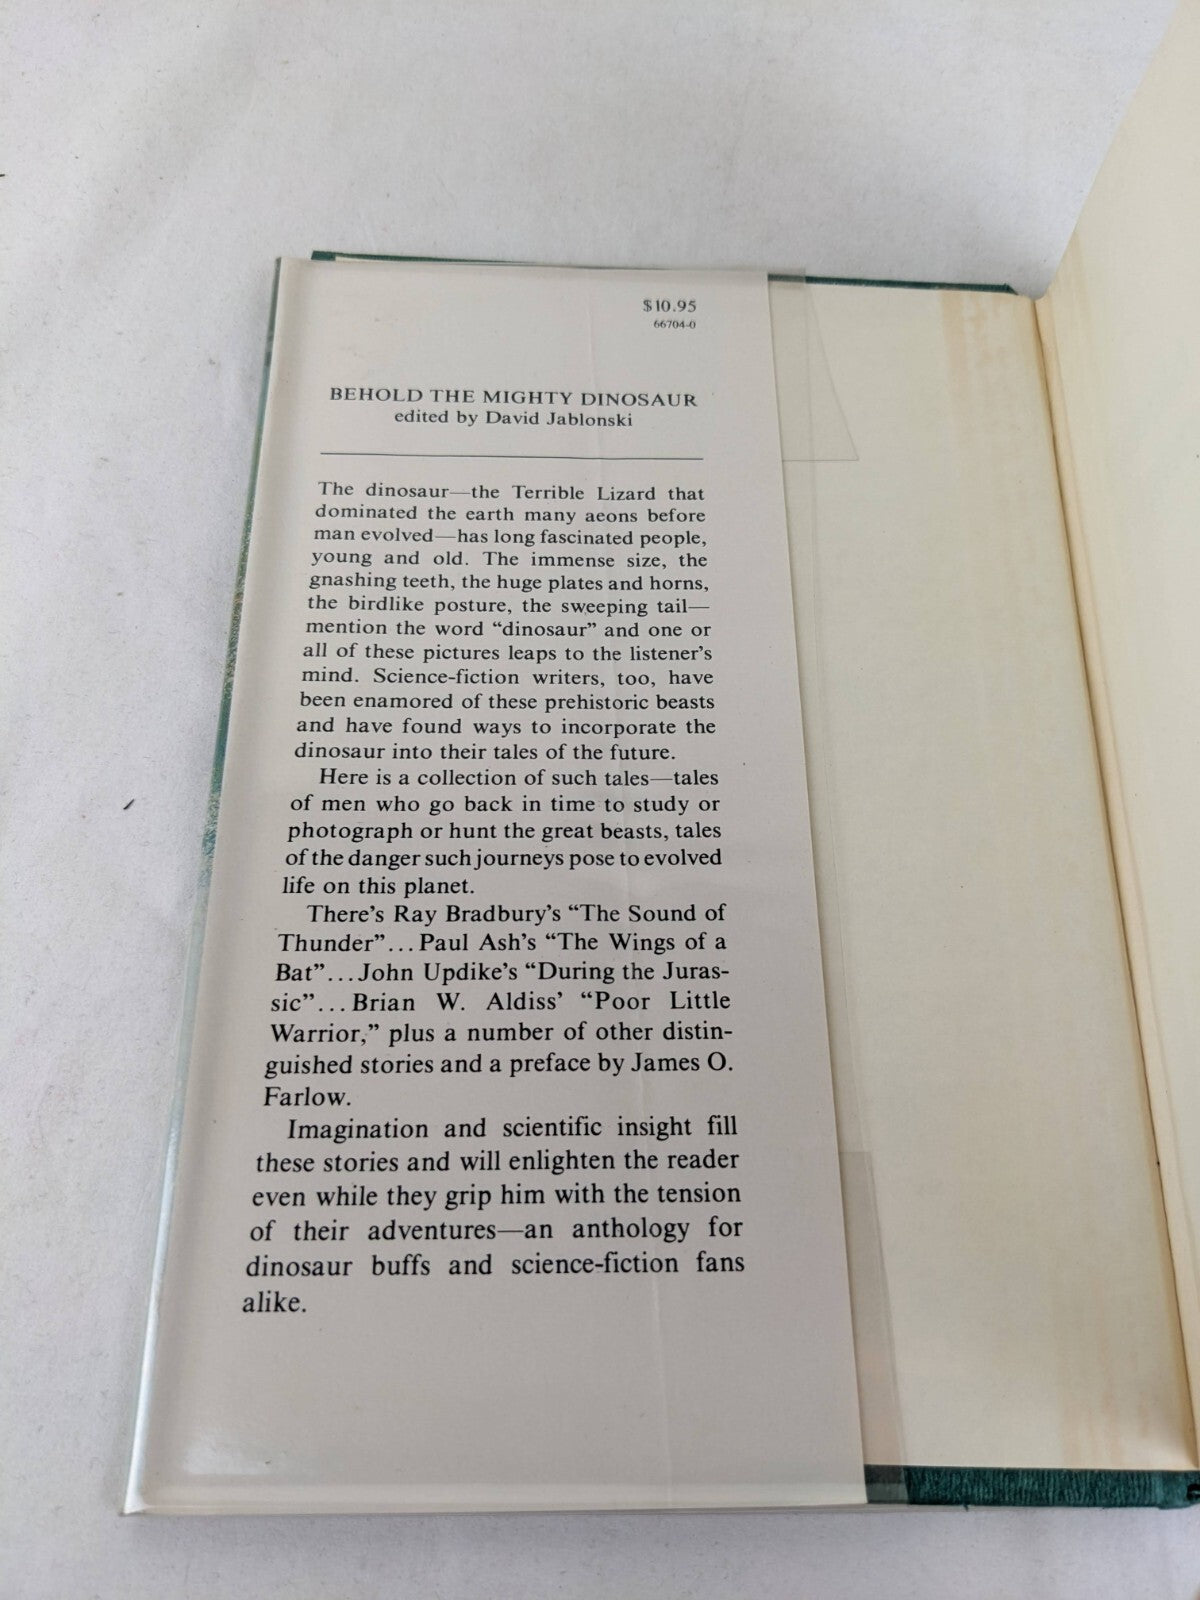 $10.95
66704-0
BEHOLD THE MIGHTY DINOSAUR
edited by David Jablonski
The dinosaur—the Terrible Lizard that
dominated the earth many aeons before
man evolved—has long fascinated people,
young and old. The immense size, the
gnashing teeth, the huge plates and horns,
the birdlike posture, the sweeping tail—
mention the word “dinosaur” and one or
all of these pictures leaps to the listener’s
mind. Science-fiction writers, too, have
been enamored of these prehistoric beasts
and have found ways to incorporate the
dinosaur into their tales of the future.
Here is a collection of such tales—tales
of men who go back in time to study or
photograph or hunt the great beasts, tales
of the danger such journeys pose to evolved
life on this planet.
There’s Ray Bradbury’s “The Sound of
Thunder”...Paul Ash’s “The Wings of a
Bat”...John Updike’s “During the Juras-
sic”...Brian W. Aldiss’ “Poor Little
Warrior,” plus a number of other distin-
guished stories and a preface by James O.
Farlow.
Imagination and scientific insight fill
these stories and will enlighten the reader
even while they grip him with the tension
of their adventures—an anthology for
dinosaur buffs and science-fiction fans
alike.